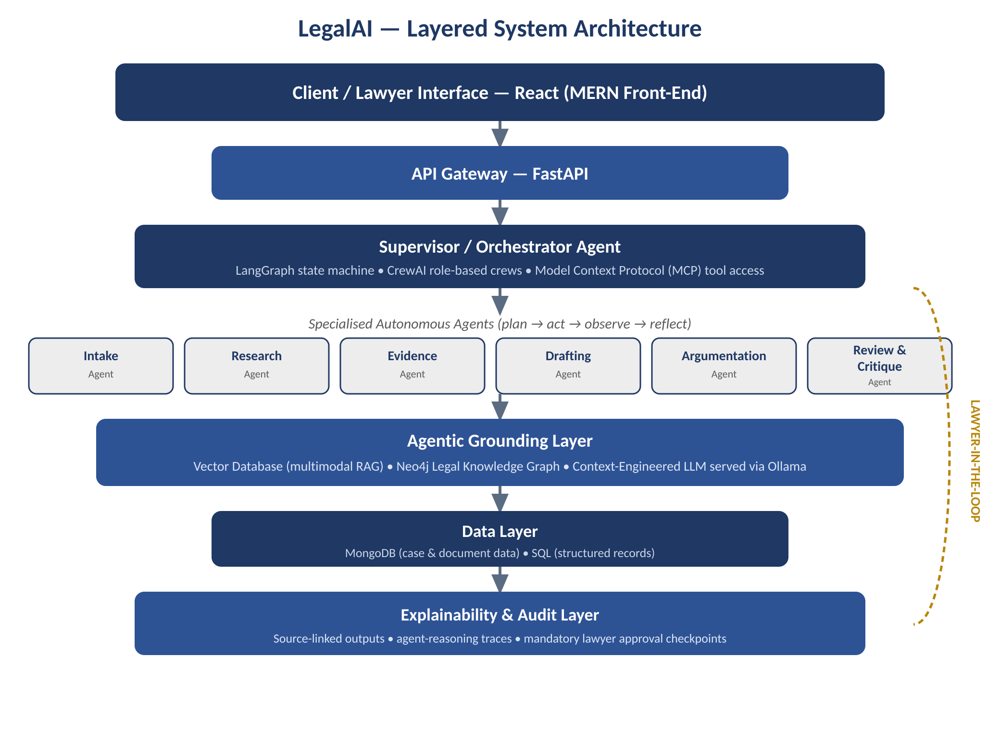 LegalAI — Layered System Architecture
Client / Lawyer Interface — React (MERN Front-End)
API Gateway — FastAPI
Supervisor / Orchestrator Agent
LangGraph state machine • CrewAI role-based crews • Model Context Protocol (MCP) tool access
Specialised Autonomous Agents (plan → act → observe → reflect)
Intake
Agent
Research
Agent
Evidence
Agent
Drafting
Agent
Argumentation
Agent
Review &
Critique
Agent
LAWYER-IN-THE-LOOP
Agentic Grounding Layer
Vector Database (multimodal RAG) • Neo4j Legal Knowledge Graph • Context-Engineered LLM served via Ollama
Data Layer
MongoDB (case & document data) • SQL (structured records)
Explainability & Audit Layer
Source-linked outputs • agent-reasoning traces • mandatory lawyer approval checkpoints